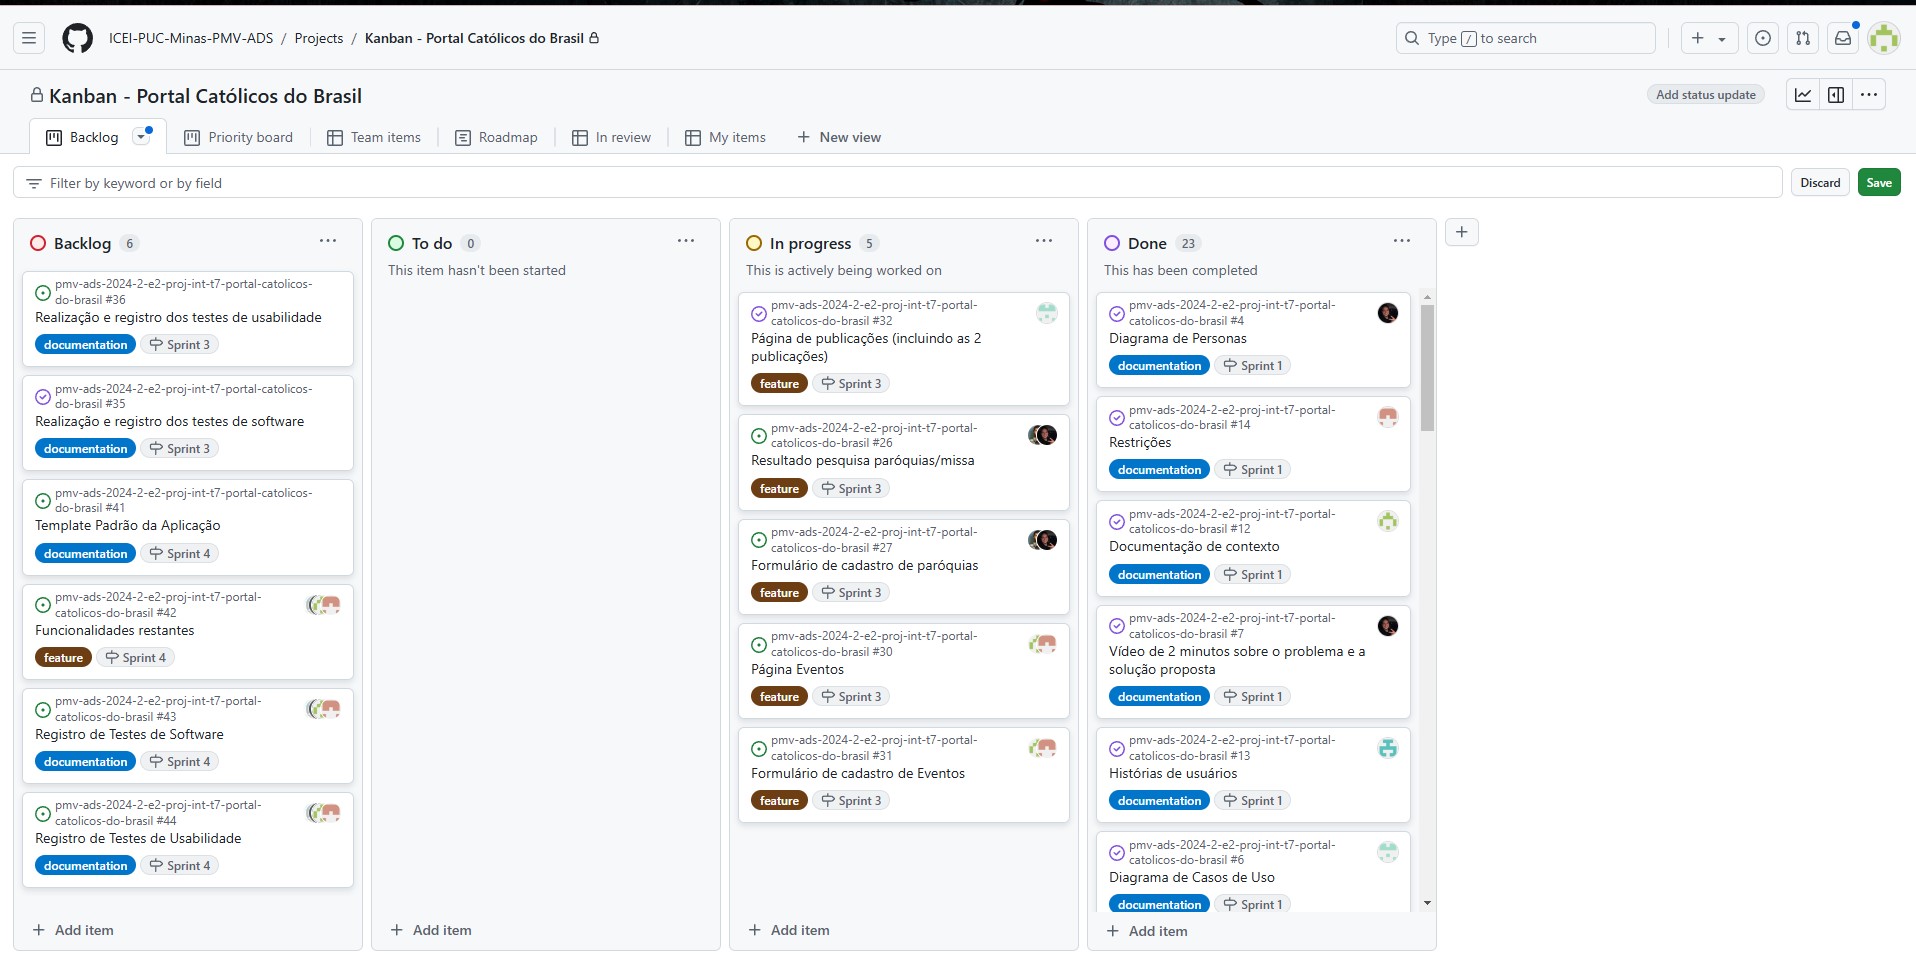 ICEI-PUC-Minas-PMV-ADS / Projects / Kanban - Portal Católicos do Brasil
Type / to search
Kanban - Portal Católicos do Brasil
Add status update
Backlog
Priority board
Team items
Roadmap
In review
My items
New view
Filter by keyword or by field
Discard
Save
Backlog 6
pmv-ads-2024-2-e2-proj-int-t7-portal-catolicos-
do-brasil #36
Realização e registro dos testes de usabilidade
documentation Sprint 3
pmv-ads-2024-2-e2-proj-int-t7-portal-catolicos-
do-brasil #35
Realização e registro dos testes de software
documentation Sprint 3
pmv-ads-2024-2-e2-proj-int-t7-portal-catolicos-
do-brasil #41
Template Padrão da Aplicação
documentation Sprint 4
pmv-ads-2024-2-e2-proj-int-t7-portal-
catolicos-do-brasil #42
Funcionalidades restantes
feature Sprint 4
pmv-ads-2024-2-e2-proj-int-t7-portal-
catolicos-do-brasil #43
Registro de Testes de Software
documentation Sprint 4
pmv-ads-2024-2-e2-proj-int-t7-portal-
catolicos-do-brasil #44
Registro de Testes de Usabilidade
documentation Sprint 4
Add item
To do 0
This item hasn't been started
Add item
In progress 5
This is actively being worked on
pmv-ads-2024-2-e2-proj-int-t7-portal-
catolicos-do-brasil #32
Página de publicações (incluindo as 2
publicações)
feature Sprint 3
pmv-ads-2024-2-e2-proj-int-t7-portal-
catolicos-do-brasil #26
Resultado pesquisa paróquias/missa
feature Sprint 3
pmv-ads-2024-2-e2-proj-int-t7-portal-
catolicos-do-brasil #27
Formulário de cadastro de paróquias
feature Sprint 3
pmv-ads-2024-2-e2-proj-int-t7-portal-
catolicos-do-brasil #30
Página Eventos
feature Sprint 3
pmv-ads-2024-2-e2-proj-int-t7-portal-
catolicos-do-brasil #31
Formulário de cadastro de Eventos
feature Sprint 3
Add item
Done 23
This has been completed
pmv-ads-2024-2-e2-proj-int-t7-portal-
catolicos-do-brasil #4
Diagrama de Personas
documentation Sprint 1
pmv-ads-2024-2-e2-proj-int-t7-portal-
catolicos-do-brasil #14
Restrições
documentation Sprint 1
pmv-ads-2024-2-e2-proj-int-t7-portal-
catolicos-do-brasil #12
Documentação de contexto
documentation Sprint 1
pmv-ads-2024-2-e2-proj-int-t7-portal-
catolicos-do-brasil #7
Vídeo de 2 minutos sobre o problema e a
solução proposta
documentation Sprint 1
pmv-ads-2024-2-e2-proj-int-t7-portal-
catolicos-do-brasil #13
Histórias de usuários
documentation Sprint 1
pmv-ads-2024-2-e2-proj-int-t7-portal-
catolicos-do-brasil #6
Diagrama de Casos de Uso
documentation Sprint 1
Add item